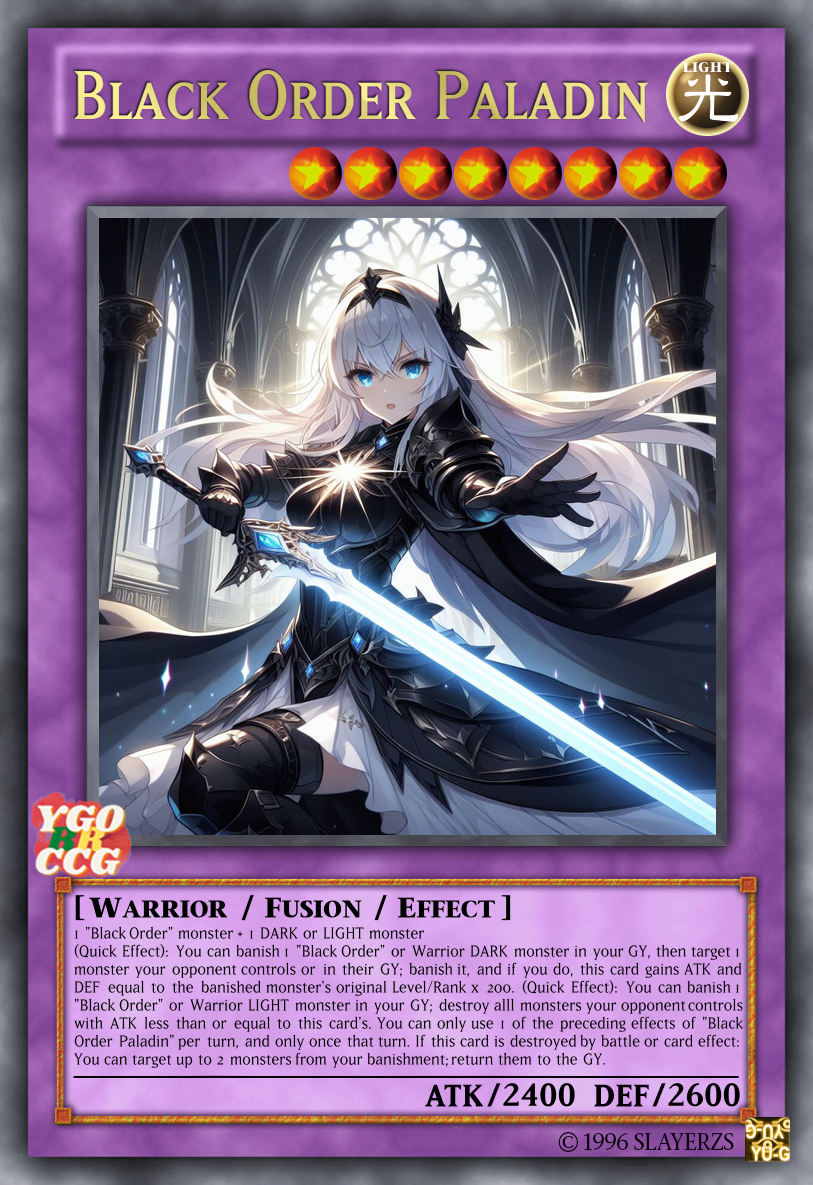 BLACK ORDER PALADIN
LIGHT
光
YGO
RR
CCG
[ WARRIOR / FUSION / EFFECT ]
1 "Black Order" monster + 1 DARK or LIGHT monster
(Quick Effect): You can banish 1 "Black Order" or Warrior DARK monster in your GY, then target 1
monster your opponent controls or in their GY; banish it, and if you do, this card gains ATK and
DEF equal to the banished monster's original Level/Rank x 200. (Quick Effect): You can banish 1
"Black Order" or Warrior LIGHT monster in your GY; destroy alll monsters your opponent controls
with ATK less than or equal to this card's. You can only use 1 of the preceding effects of "Black
Order Paladin" per turn, and only once that turn. If this card is destroyed by battle or card effect:
You can target up to 2 monsters from your banishment; return them to the GY.
ATK/2400 DEF/2600
© 1996 SLAYERZS
YU-G